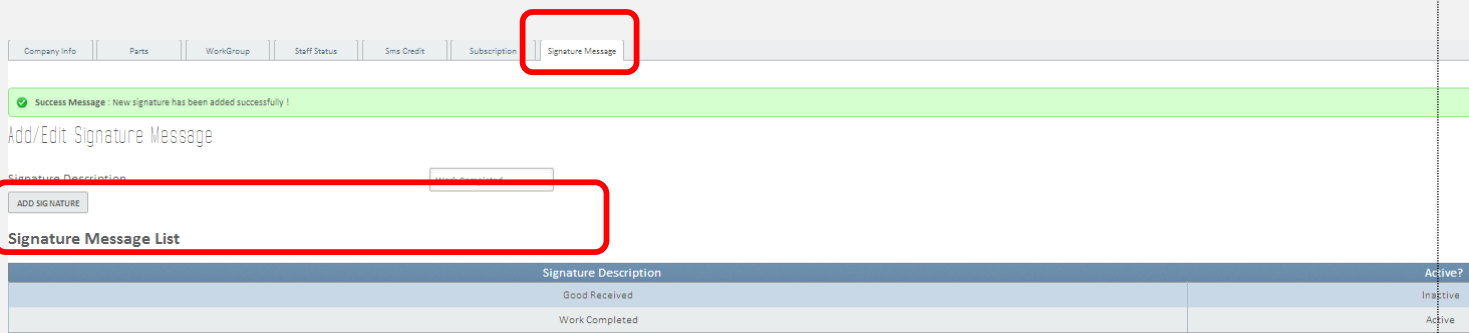 Company Info Parts WorkGroup Staff Status Sms Credit Subscription Signature Message
Success Message : New signature has been added successfully !
Add/Edit Signature Message
Signature Description Work Completed
ADD SIGNATURE
Signature Message List
Signature Description Active?
Good Received Inactive
Work Completed Active